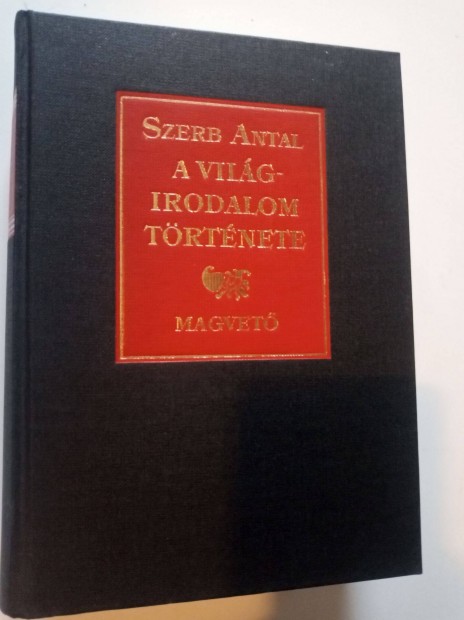 SZERB ANTAL
A VILÁG-
IRODALOM
TÖRTÉNETE
MAGVETŐ